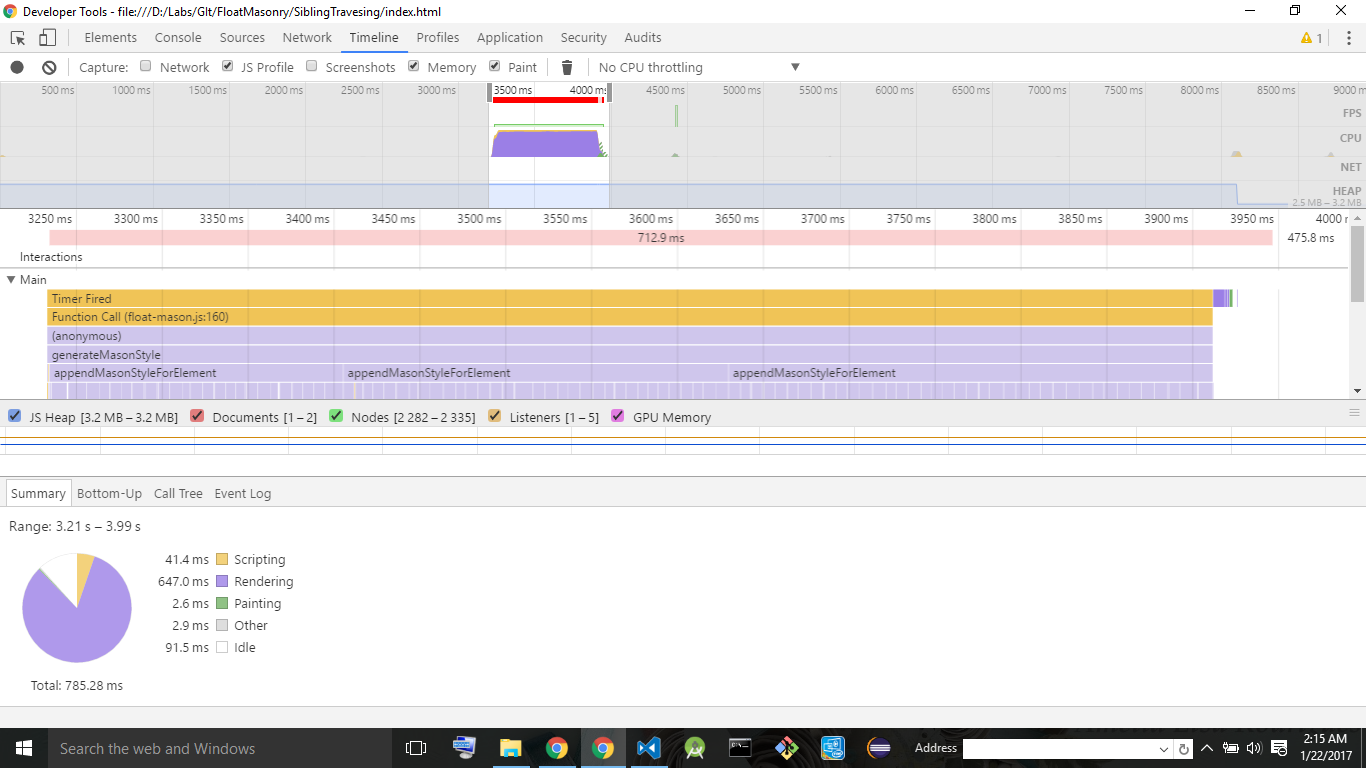 Developer Tools - file:///D:/Labs/GIt/FloatMasonry/SiblingTravesing/index.html
Elements Console Sources Network Timeline Profiles Application Security Audits 1
Capture: Network JS Profile Screenshots Memory Paint No CPU throttling
500 ms 1000 ms 1500 ms 2000 ms 2500 ms 3000 ms 3500 ms 4000 ms 4500 ms 5000 ms 5500 ms 6000 ms 6500 ms 7000 ms 7500 ms 8000 ms 8500 ms 9000 m
FPS
CPU
NET
HEAP
2.5 MB – 3.2 MB
3250 ms 3300 ms 3350 ms 3400 ms 3450 ms 3500 ms 3550 ms 3600 ms 3650 ms 3700 ms 3750 ms 3800 ms 3850 ms 3900 ms 3950 ms 4000 r
712.9 ms 475.8 ms
Interactions
Main
Timer Fired
Function Call (float-mason.js:160)
(anonymous)
generateMasonStyle
appendMasonStyleForElement appendMasonStyleForElement appendMasonStyleForElement
JS Heap [3.2 MB – 3.2 MB] Documents [1 – 2] Nodes [2 282 – 2 335] Listeners [1 – 5] GPU Memory
Summary Bottom-Up Call Tree Event Log
Range: 3.21 s – 3.99 s
41.4 ms Scripting
647.0 ms Rendering
2.6 ms Painting
2.9 ms Other
91.5 ms Idle
Total: 785.28 ms
Search the web and Windows Address 2:15 AM
1/22/2017